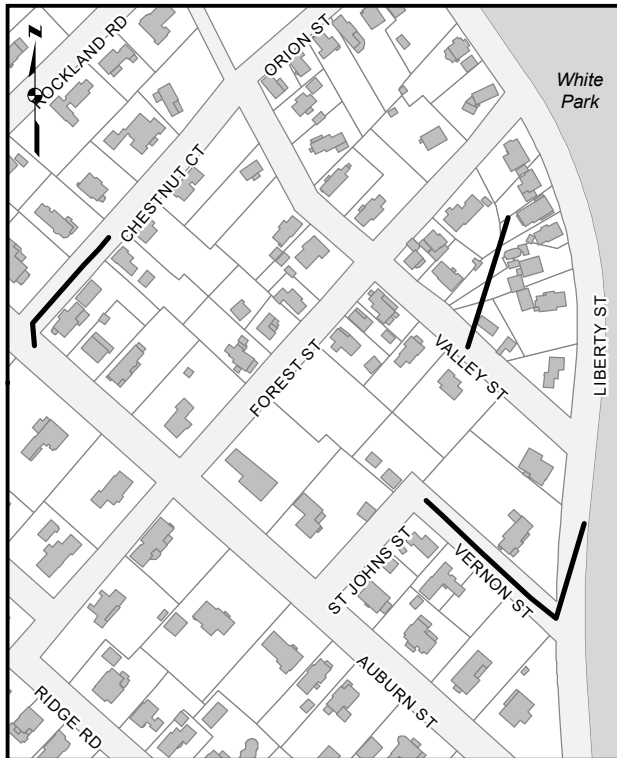 Z
ROCKLAND RD
ORION ST
White
Park
CHESTNUT CT
FOREST ST
VALLEY ST
LIBERTY ST
ST JOHNS ST
VERNON ST
AUBURN ST
RIDGE RD